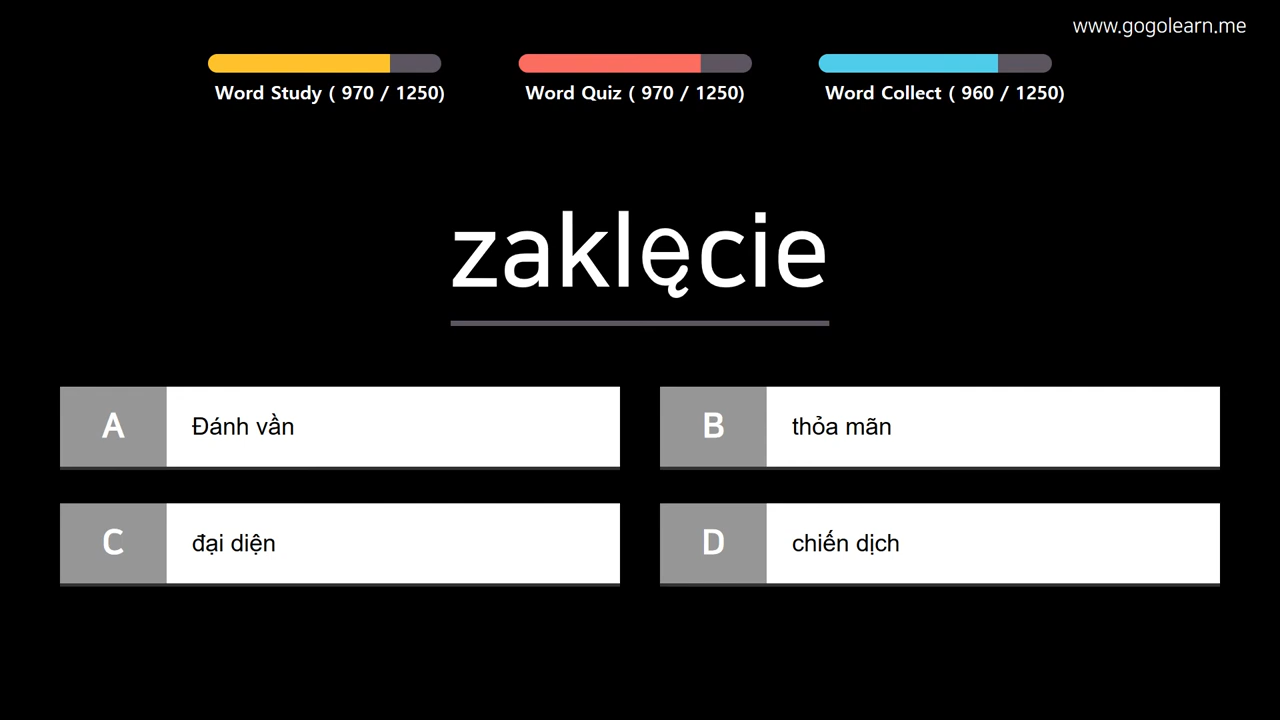 www.gogolearn.me
Word Study ( 970 / 1250)
Word Quiz ( 970 / 1250)
Word Collect ( 960 / 1250)
zaklęcie
A
Đánh vần
B
thỏa mãn
C
đại diện
D
chiến dịch